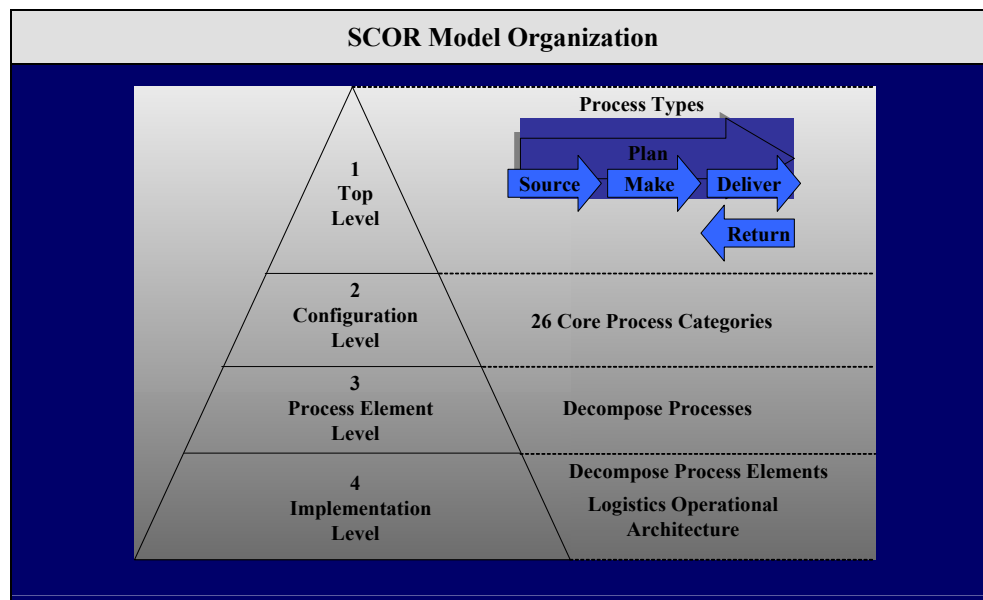 SCOR Model Organization
Process Types
Plan
Source
Make
Deliver
Return
1
Top
Level
2
Configuration
Level
26 Core Process Categories
3
Process Element
Level
Decompose Processes
4
Implementation
Level
Decompose Process Elements
Logistics Operational
Architecture